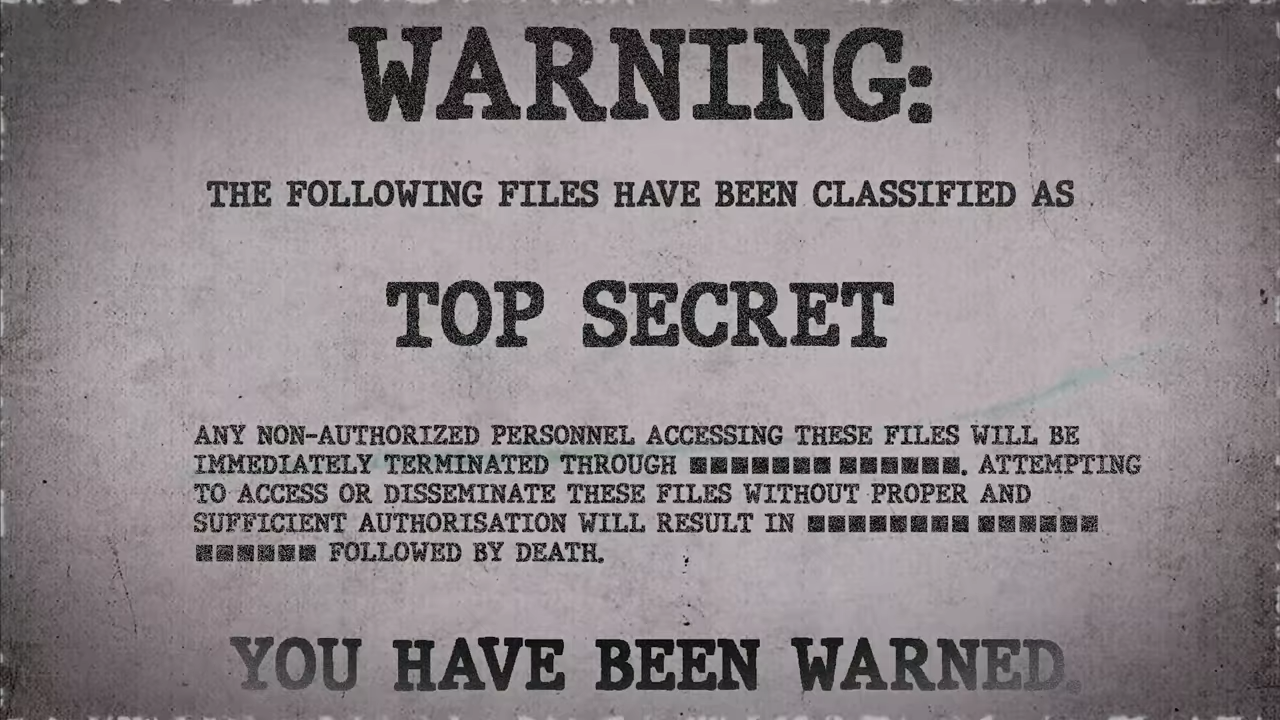 WARNING:
THE FOLLOWING FILES HAVE BEEN CLASSIFIED AS
TOP SECRET
ANY NON-AUTHORIZED PERSONNEL ACCESSING THESE FILES WILL BE
IMMEDIATELY TERMINATED THROUGH ■■■■■■■ ■■■■■■. ATTEMPTING
TO ACCESS OR DISSEMINATE THESE FILES WITHOUT PROPER AND
SUFFICIENT AUTHORISATION WILL RESULT IN ■■■■■■■■ ■■■■■■
■■■■■■ FOLLOWED BY DEATH.
YOU HAVE BEEN WARNED.